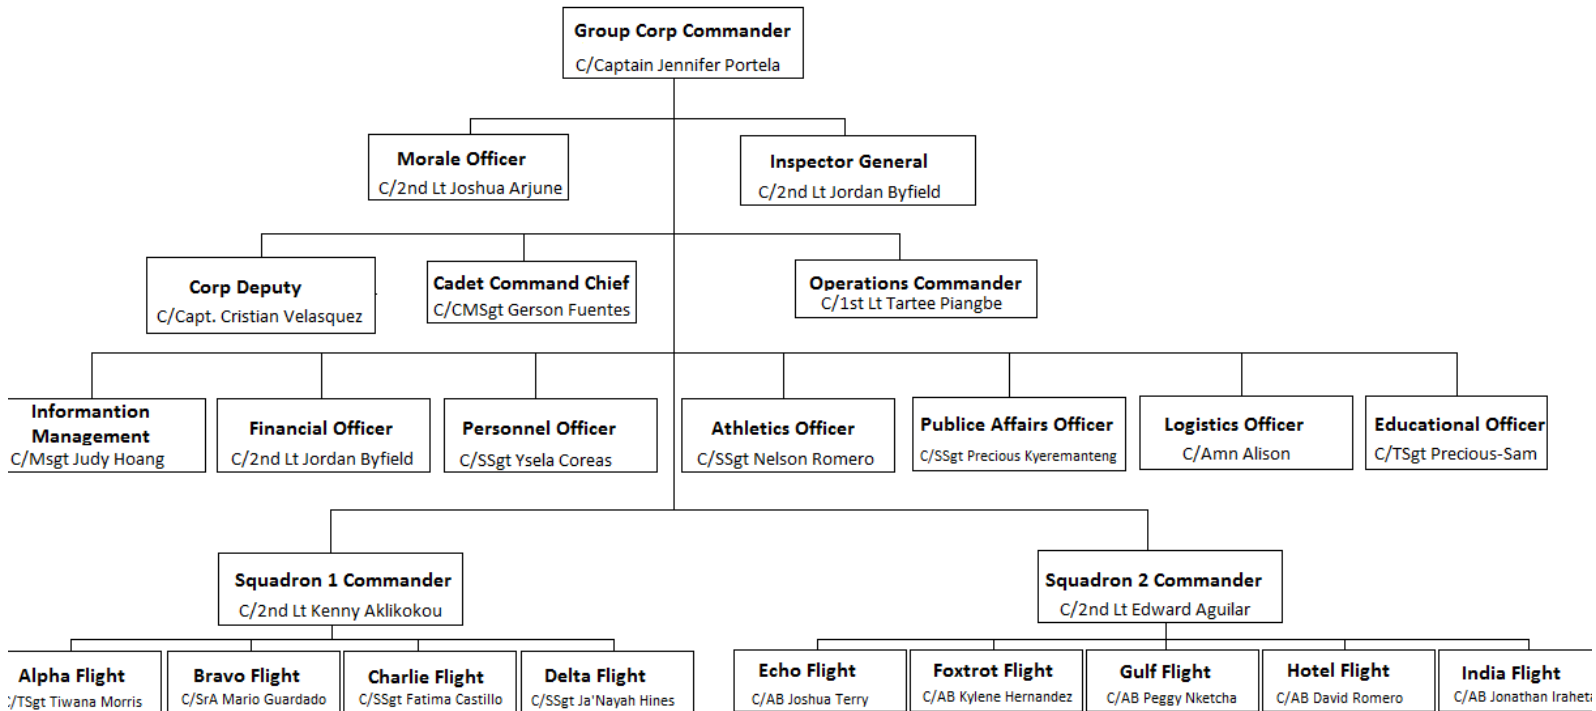 Group Corp Commander
C/Captain Jennifer Portela
Morale Officer
C/2nd Lt Joshua Arjune
Inspector General
C/2nd Lt Jordan Byfield
Corp Deputy
C/Capt. Cristian Velasquez
Cadet Command Chief
C/CMSgt Gerson Fuentes
Operations Commander
C/1st Lt Tartee Piangbe
Informantion
Management
C/Msgt Judy Hoang
Financial Officer
C/2nd Lt Jordan Byfield
Personnel Officer
C/SSgt Ysela Coreas
Athletics Officer
C/SSgt Nelson Romero
Publice Affairs Officer
C/SSgt Precious Kyeremanteng
Logistics Officer
C/Amn Alison
Educational Officer
C/TSgt Precious-Sam
Squadron 1 Commander
C/2nd Lt Kenny Aklikokou
Squadron 2 Commander
C/2nd Lt Edward Aguilar
Alpha Flight
C/TSgt Tiwana Morris
Bravo Flight
C/SrA Mario Guardado
Charlie Flight
C/SSgt Fatima Castillo
Delta Flight
C/SSgt Ja'Nayah Hines
Echo Flight
C/AB Joshua Terry
Foxtrot Flight
C/AB Kylene Hernandez
Gulf Flight
C/AB Peggy Nketcha
Hotel Flight
C/AB David Romero
India Flight
C/AB Jonathan Iraheta